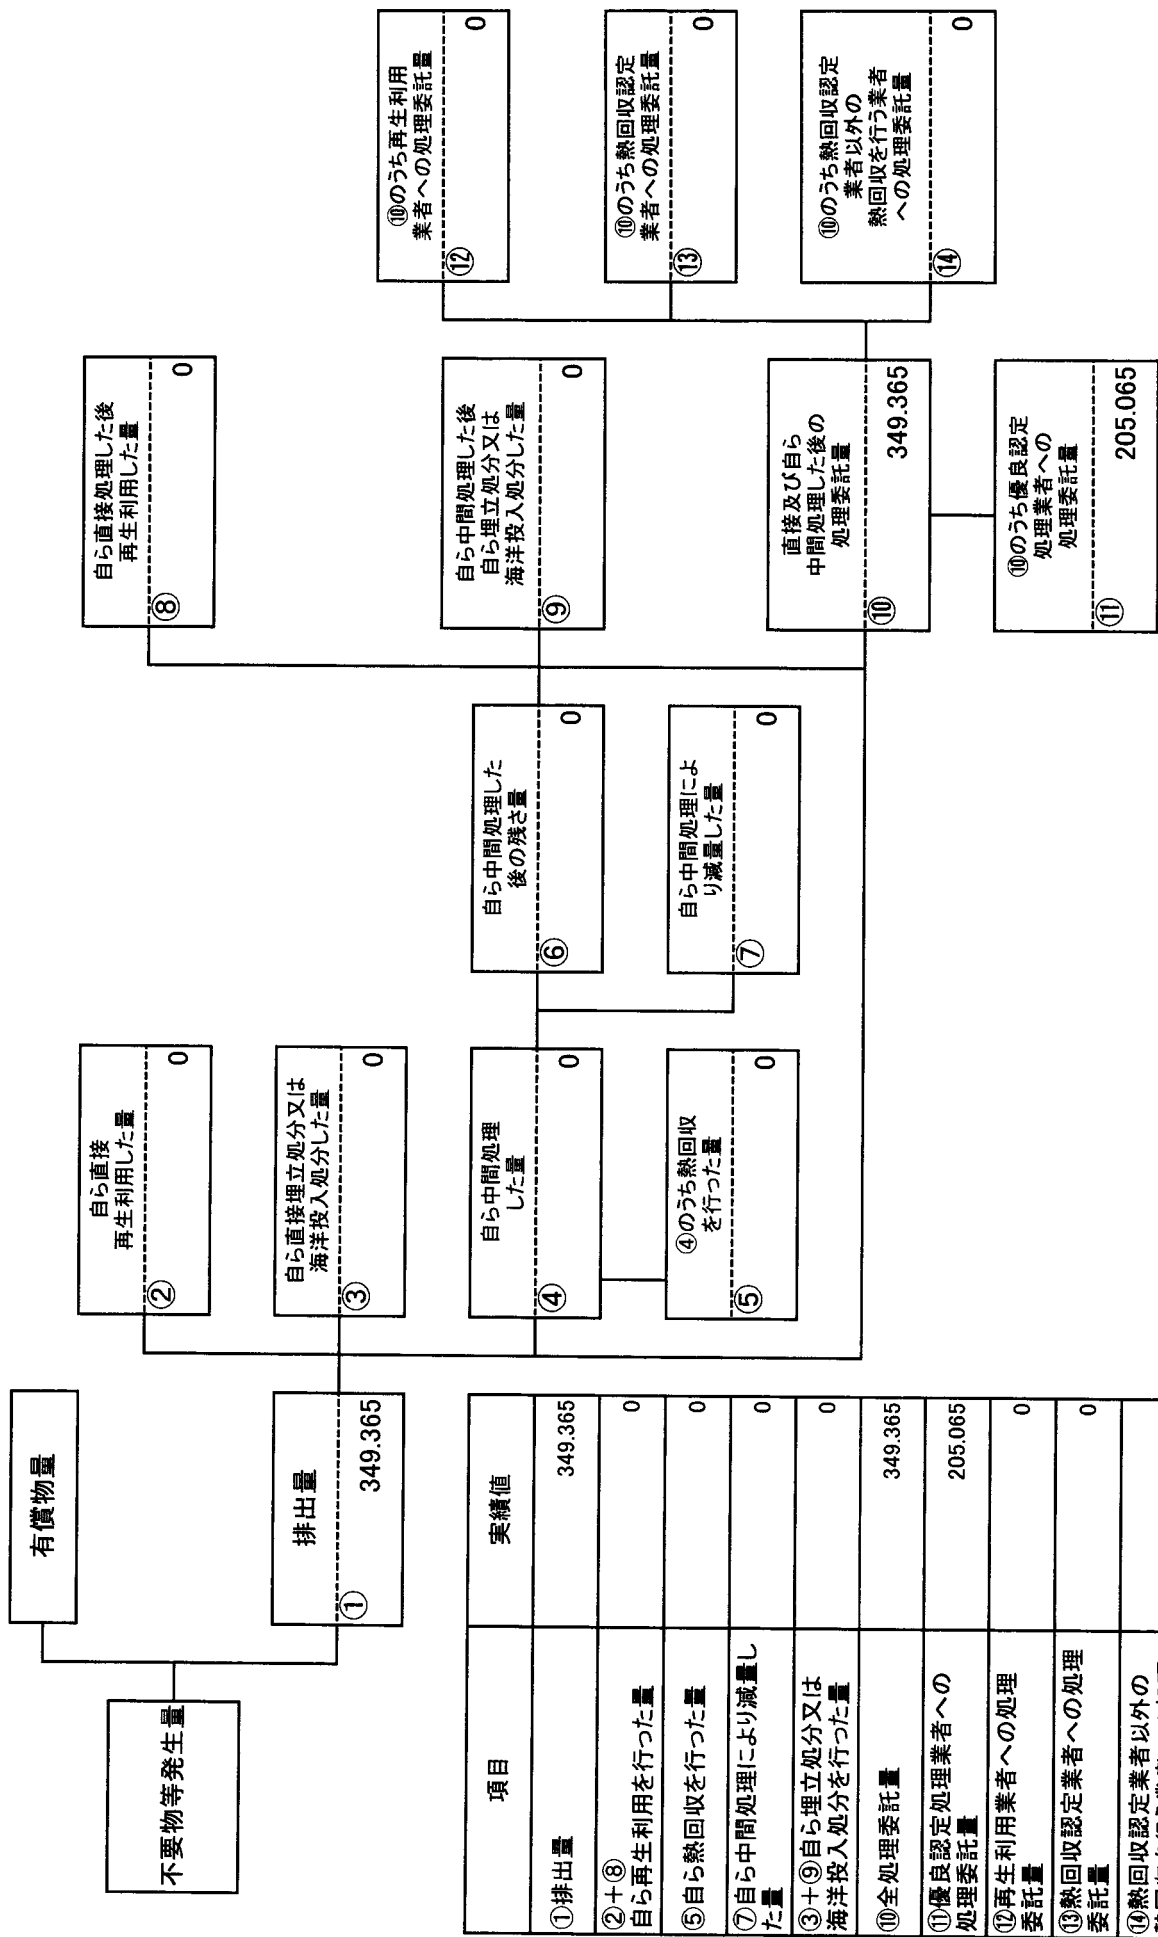 不要物等発生量
有償物量
排出量
①
349.365
自ら直接
再生利用した量
②
0
自ら直接埋立処分又は
海洋投入処分した量
③
0
自ら中間処理
した量
④
0
④のうち熱回収
を行った量
⑤
0
自ら中間処理した
後の残さ量
⑥
0
自ら中間処理によ
り減量した量
⑦
0
自ら直接処理した後
再生利用した量
⑧
0
自ら中間処理した後
自ら埋立処分又は
海洋投入処分した量
⑨
0
直接及び自ら
中間処理した後の
処理委託量
⑩
349.365
⑩のうち優良認定
処理業者への
処理委託量
⑪
205.065
⑩のうち再生利用
業者への処理委託量
⑫
0
⑩のうち熱回収認定
業者への処理委託量
⑬
0
⑩のうち熱回収認定
業者以外の
熱回収を行う業者
への処理委託量
⑭
0
項目 実績値
①排出量 349.365
②+⑧
自ら再生利用を行った量 0
⑤自ら熱回収を行った量 0
⑦自ら中間処理により減量し
た量 0
③+⑨自ら埋立処分又は
海洋投入処分を行った量 0
⑩全処理委託量 349.365
⑪優良認定処理業者への
処理委託量 205.065
⑫再生利用業者への処理
委託量 0
⑬熱回収認定業者への処理
委託量 0
⑭熱回収認定業者以外の